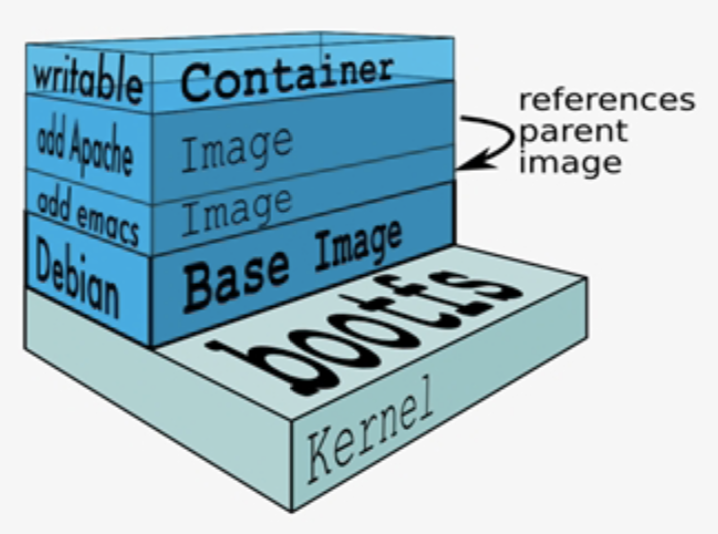 writable Container
add Apache Image
add emacs Image
Debian Base Image
references
parent
image
bootfs
Kernel